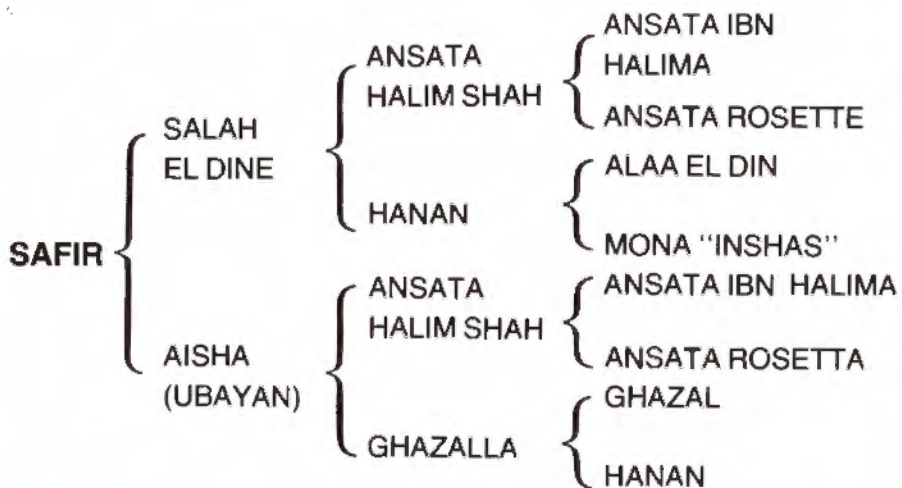 ANSATA IBN
HALIMA
ANSATA
HALIM SHAH
ANSATA ROSETTE
SALAH
EL DINE
ALAA EL DIN
HANAN
MONA "INSHAS"
SAFIR
ANSATA IBN HALIMA
ANSATA
HALIM SHAH
ANSATA ROSETTA
AISHA
(UBAYAN)
GHAZAL
GHAZALLA
HANAN